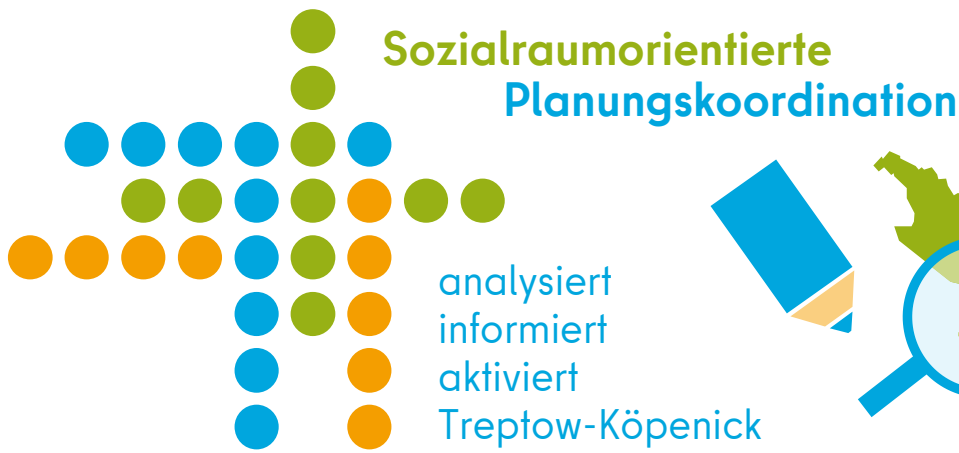 Sozialraumorientierte
Planungskoordination
analysiert
informiert
aktiviert
Treptow-Köpenick